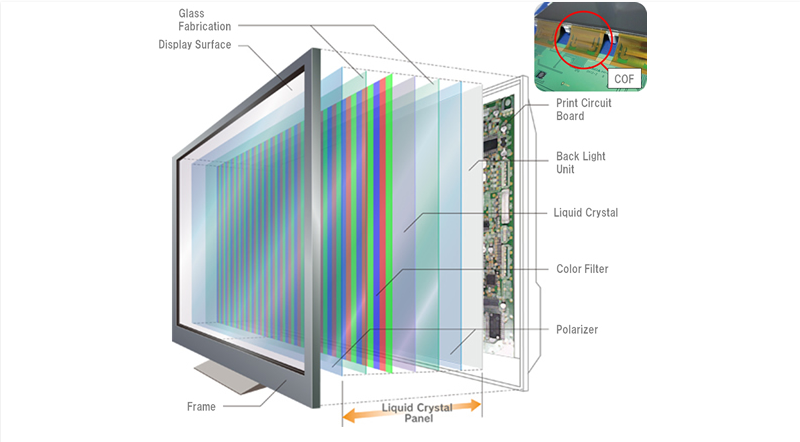 Glass
Fabrication
Display Surface
COF
Print Circuit
Board
Back Light
Unit
Liquid Crystal
Color Filter
Polarizer
Frame
Liquid Crystal
Panel